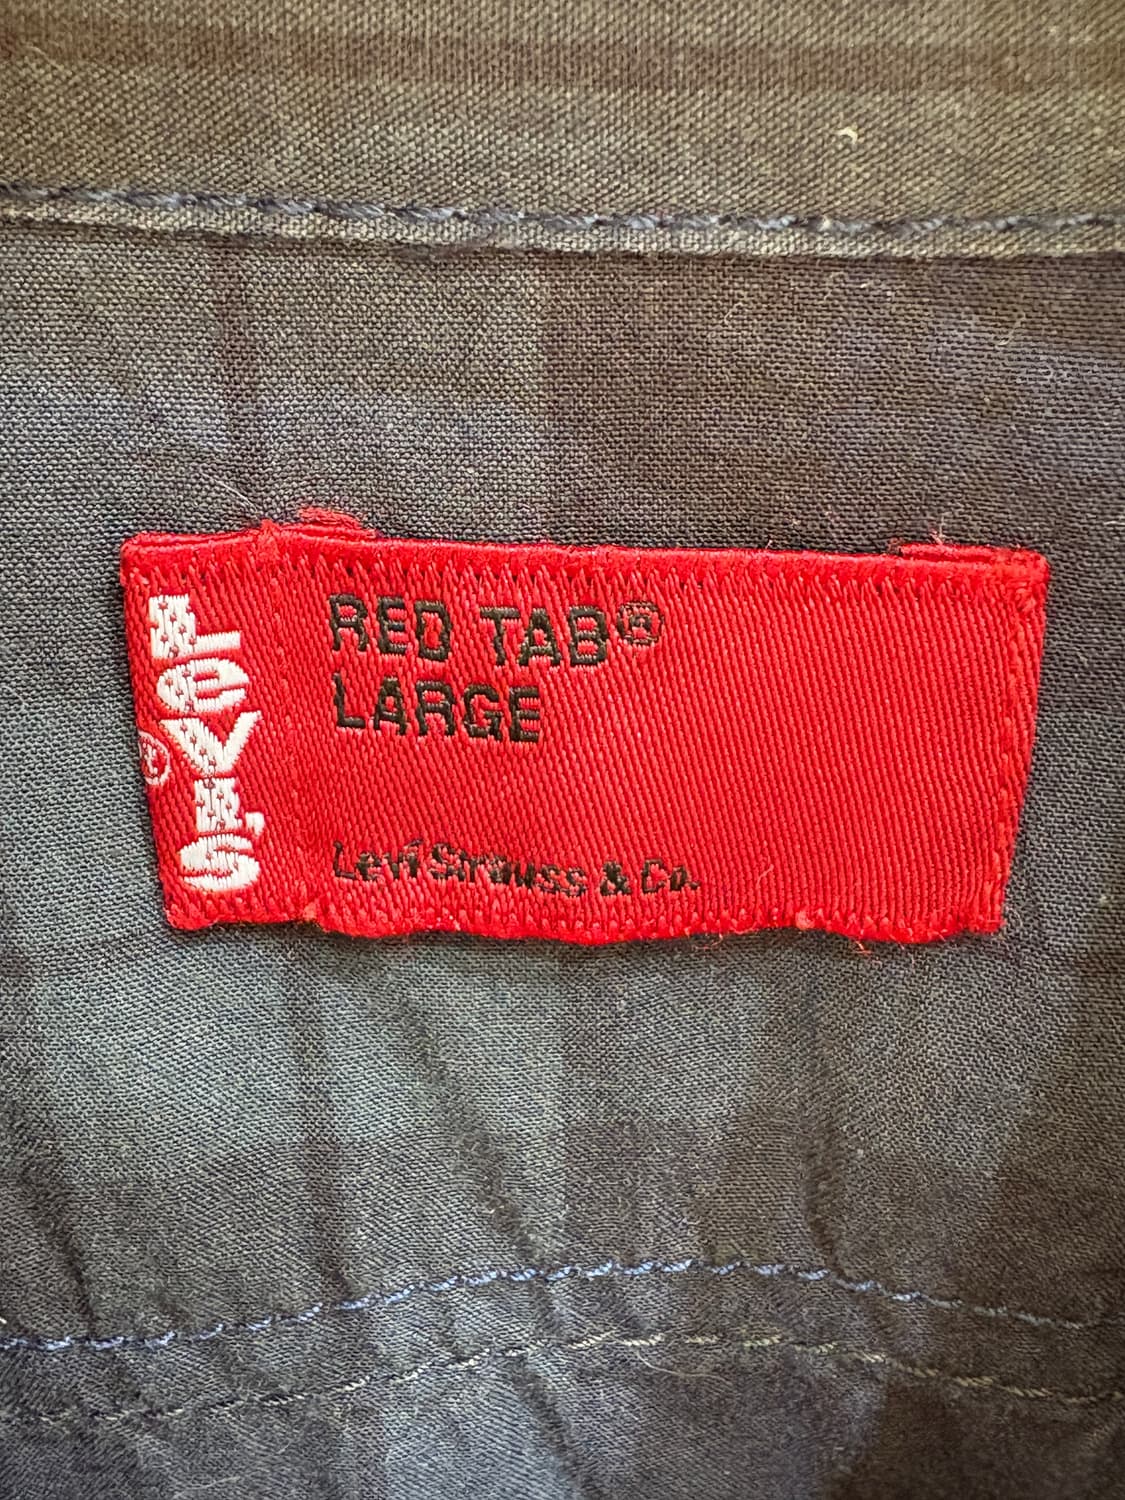 Levi's®
RED TAB®
LARGE
Levi Strauss & Co.